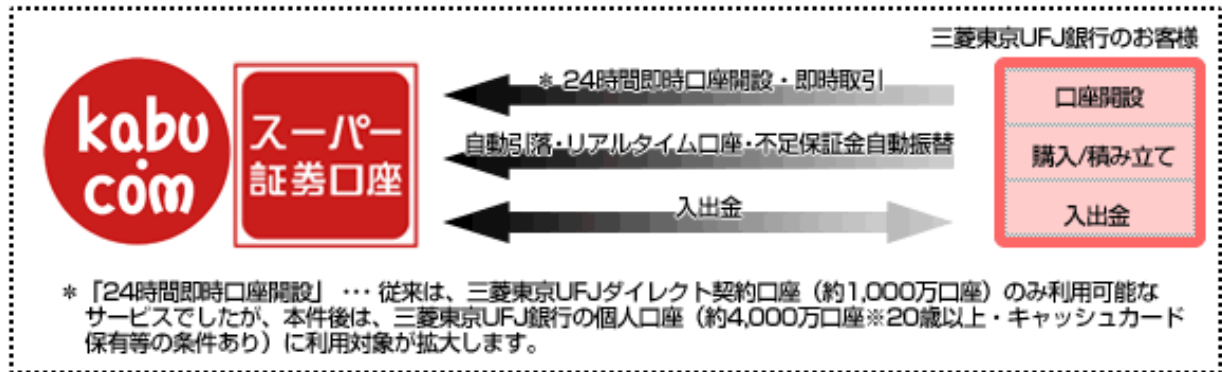 三菱東京UFJ銀行のお客様
kabu
.com
スーパー
証券口座
＊ 24時間即時口座開設・即時取引
自動引落・リアルタイム口座・不足保証金自動振替
入出金
口座開設
購入/積み立て
入出金
＊「24時間即時口座開設」 … 従来は、三菱東京UFJダイレクト契約口座（約1,000万口座）のみ利用可能な
サービスでしたが、本件後は、三菱東京UFJ銀行の個人口座（約4,000万口座※20歳以上・キャッシュカード
保有等の条件あり）に利用対象が拡大します。